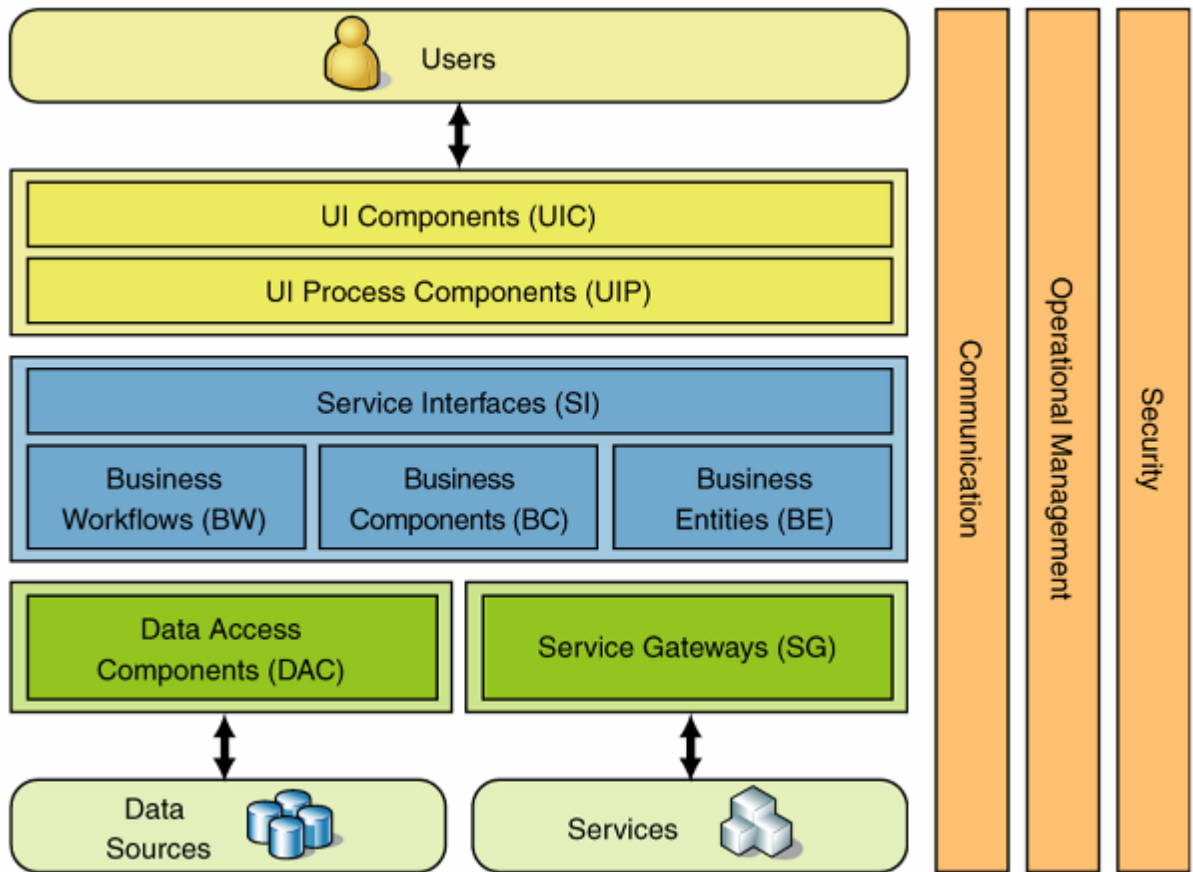 Users
UI Components (UIC)
UI Process Components (UIP)
Service Interfaces (SI)
Business
Workflows (BW)
Business
Components (BC)
Business
Entities (BE)
Data Access
Components (DAC)
Service Gateways (SG)
Data
Sources
Services
Communication
Operational Management
Security